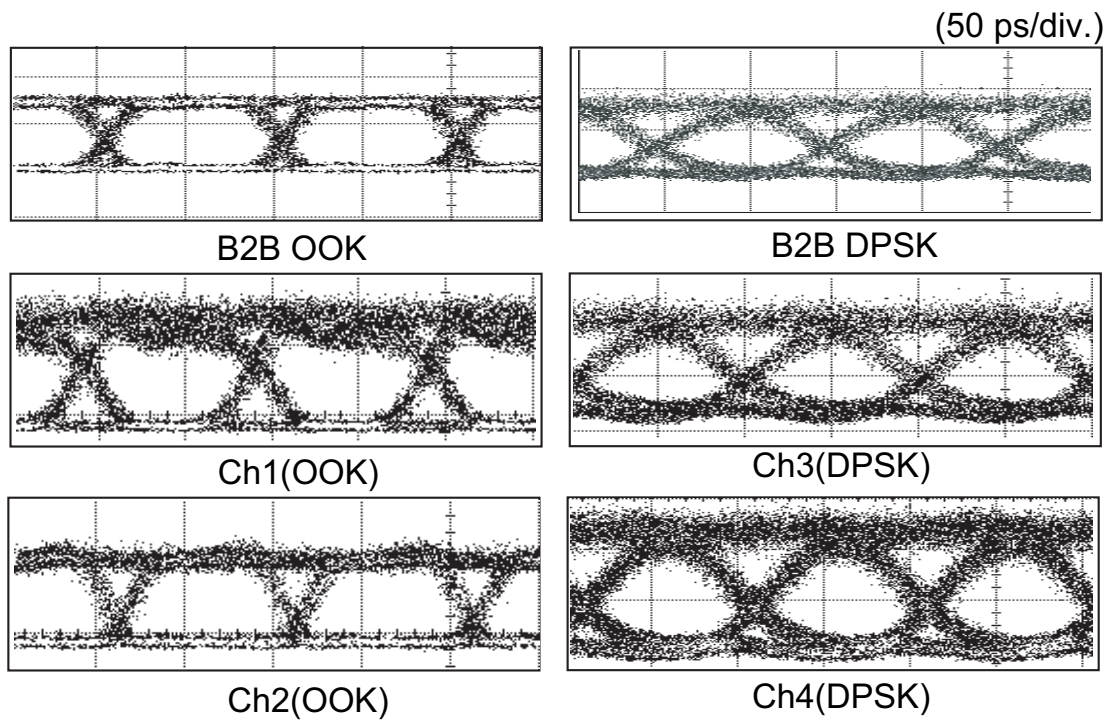 (50 ps/div.)
B2B OOK
B2B DPSK
Ch1(OOK)
Ch3(DPSK)
Ch2(OOK)
Ch4(DPSK)